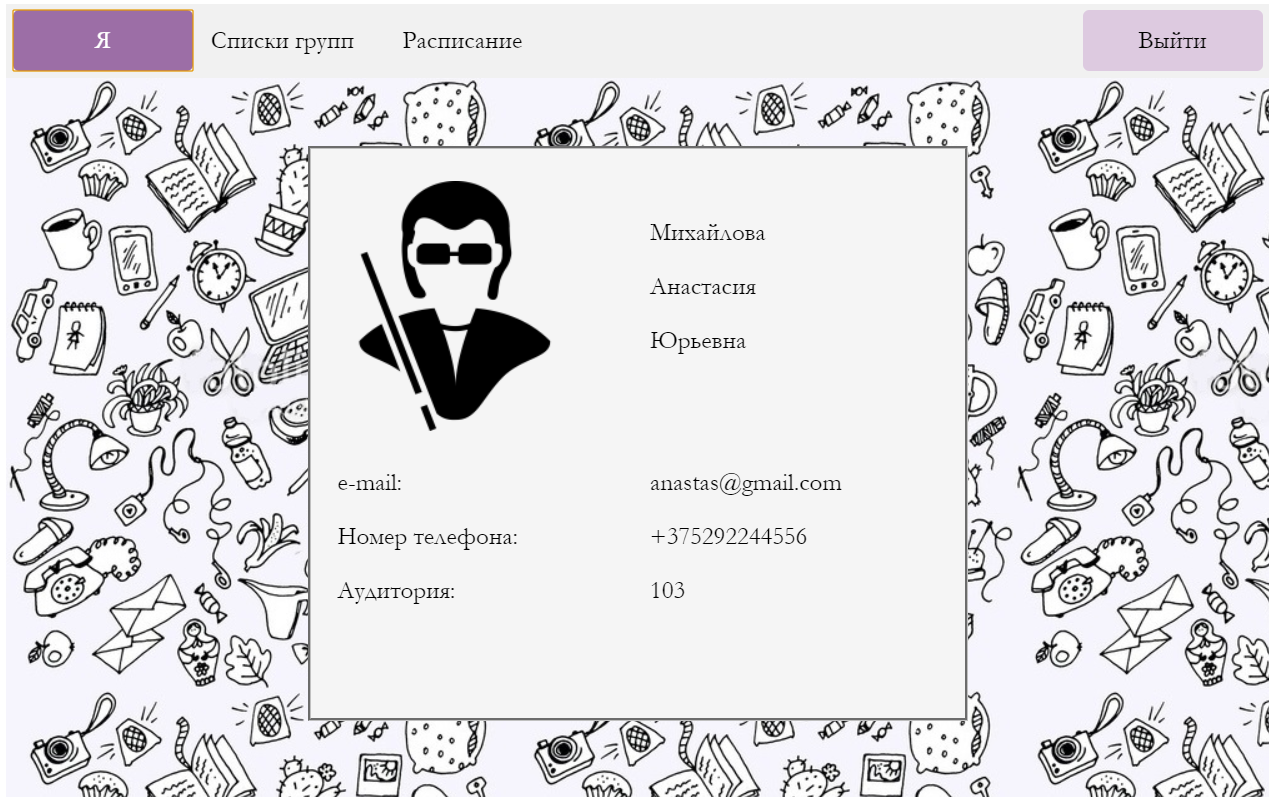 Я Списки групп Расписание Выйти
Михайлова
Анастасия
Юрьевна
e-mail: anastas@gmail.com
Номер телефона: +375292244556
Аудитория: 103